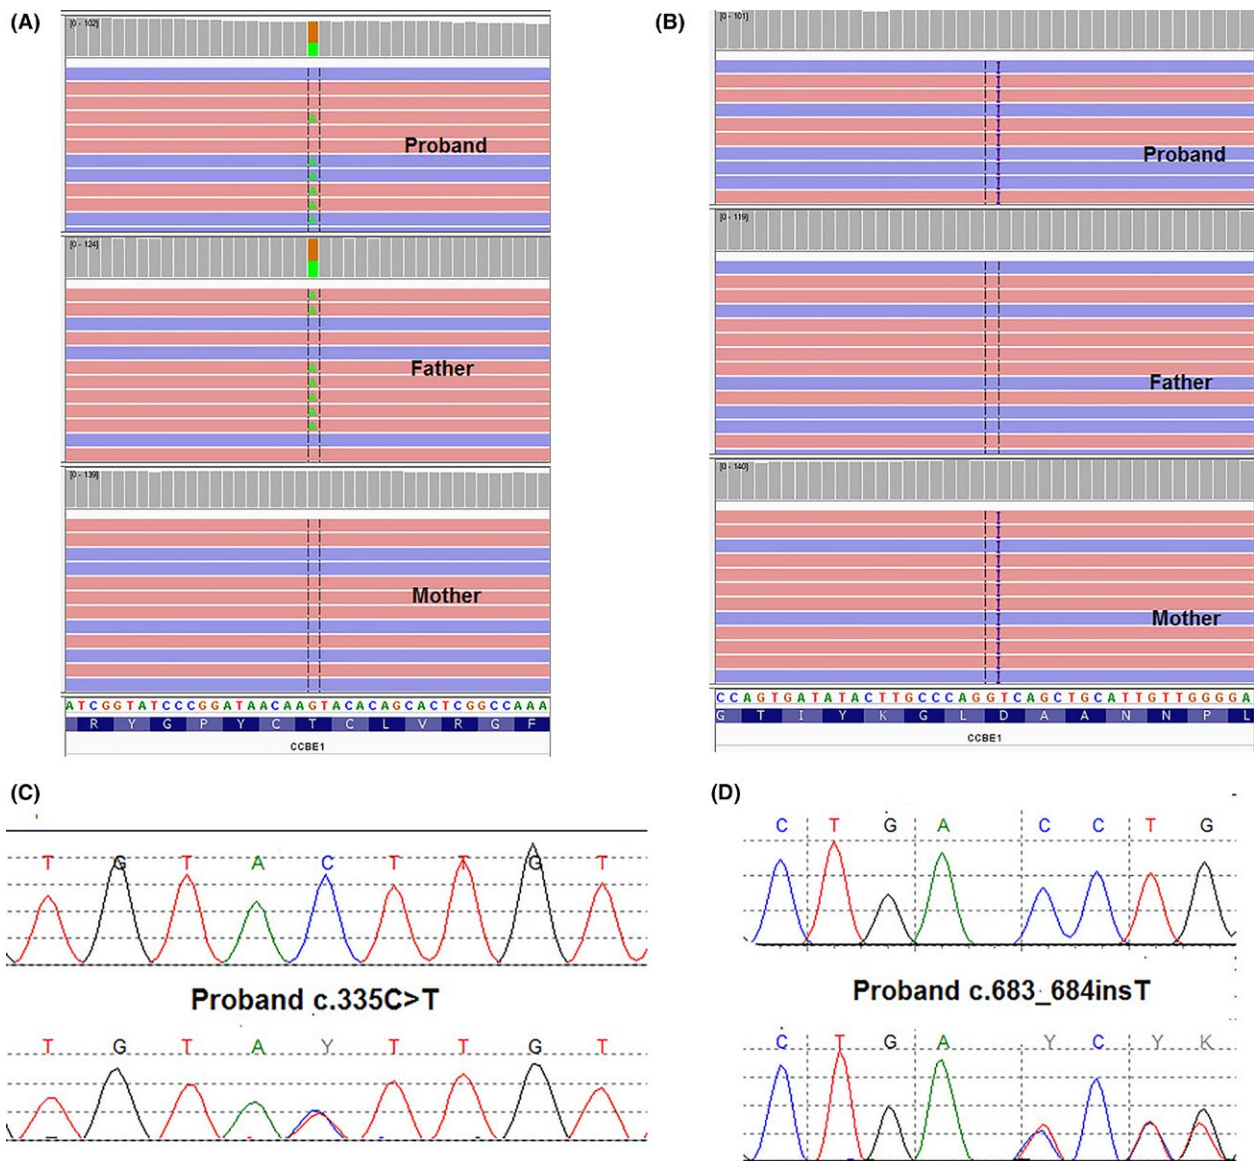 (A)
[0 - 102]
Proband
[0 - 124]
Father
[0 - 139]
Mother
ATCGGTATCCCGGATAACAAGTACACAGCACTCGGCCAAA
R Y G P Y C T C L V R G F
CCBE1
(B)
[0 - 101]
Proband
[0 - 119]
Father
[0 - 140]
Mother
CCAGTGATATACTTGCCCAGGTCAGCTGCATTGTTGGGGA
G T I Y K G L D A A N N P L
CCBE1
(C)
T G T A C T T G T
Proband c.335C>T
T G T A Y T T G T
(D)
C T G A C C T G
Proband c.683_684insT
C T G A Y C Y K